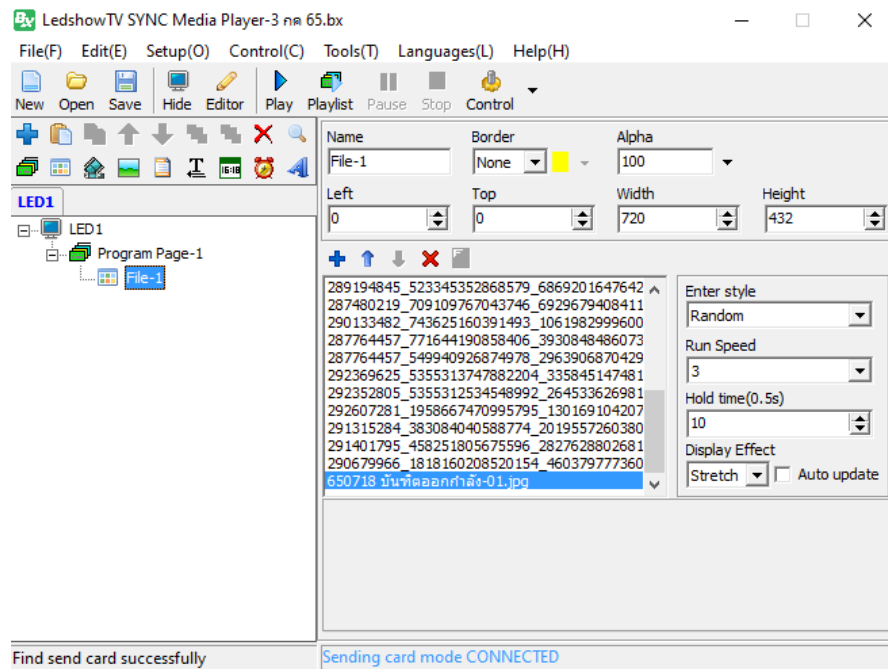 LedshowTV SYNC Media Player-3 กค 65.bx
File(F) Edit(E) Setup(O) Control(C) Tools(T) Languages(L) Help(H)
New Open Save Hide Editor Play Playlist Pause Stop Control
Name Border Alpha
File-1 None 100
Left Top Width Height
0 0 720 432
LED1
LED1
Program Page-1
File-1
289194845_523345352868579_6869201647642
287480219_709109767043746_6929679408411
290133482_743625160391493_1061982999600
287764457_771644190858406_3930848486073
287764457_549940926874978_2963906870429
292369625_5355313747882204_335845147481
292352805_5355312534548992_264533626981
292607281_1958667470995795_130169104207
291315284_383084040588774_2019557260380
291401795_458251805675596_2827628802681
290679966_1818160208520154_460379777360
650718 บันฑิตออกกำลัง-01.jpg
Enter style
Random
Run Speed
3
Hold time(0.5s)
10
Display Effect
Stretch Auto update
Find send card successfully
Sending card mode CONNECTED